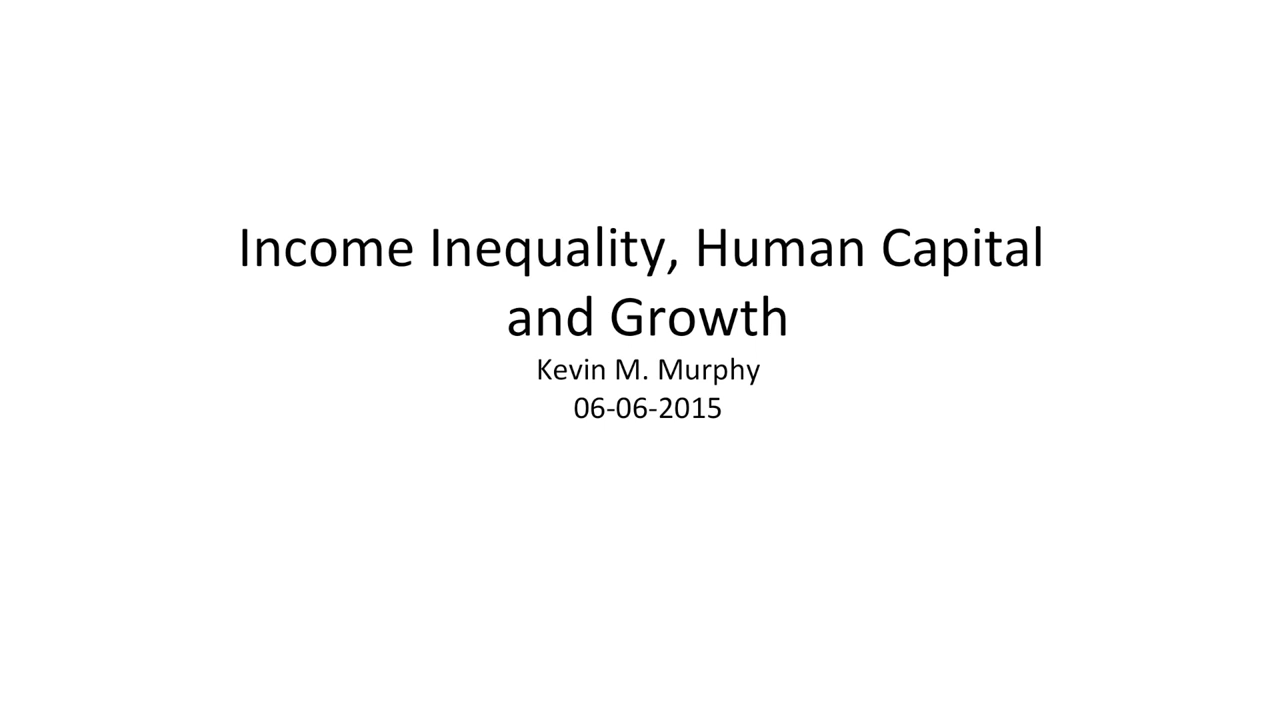 Income Inequality, Human Capital
and Growth
Kevin M. Murphy
06-06-2015